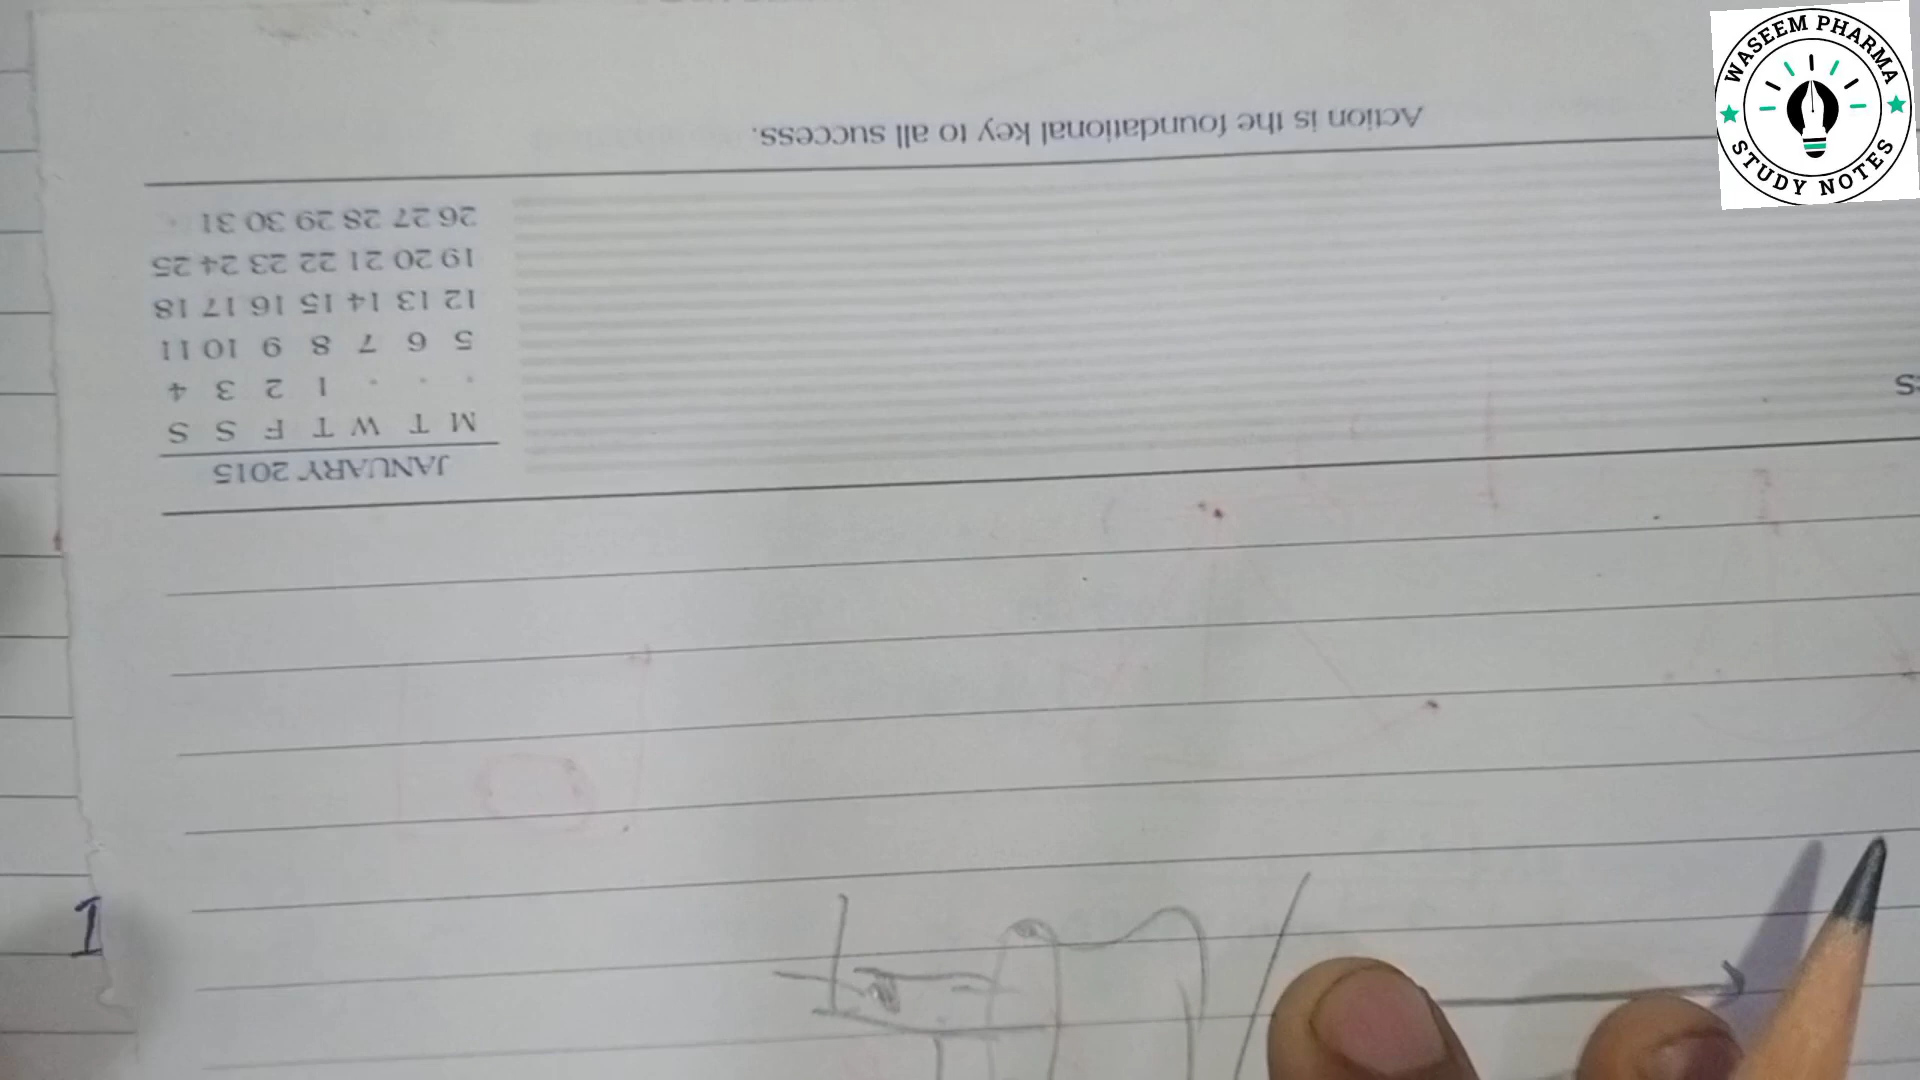 WASEEM PHARMA
STUDY NOTES
JANUARY 2015
M T W T F S S
. . . 1 2 3 4
5 6 7 8 9 10 11
12 13 14 15 16 17 18
19 20 21 22 23 24 25
26 27 28 29 30 31 .
Action is the foundational key to all success.
I